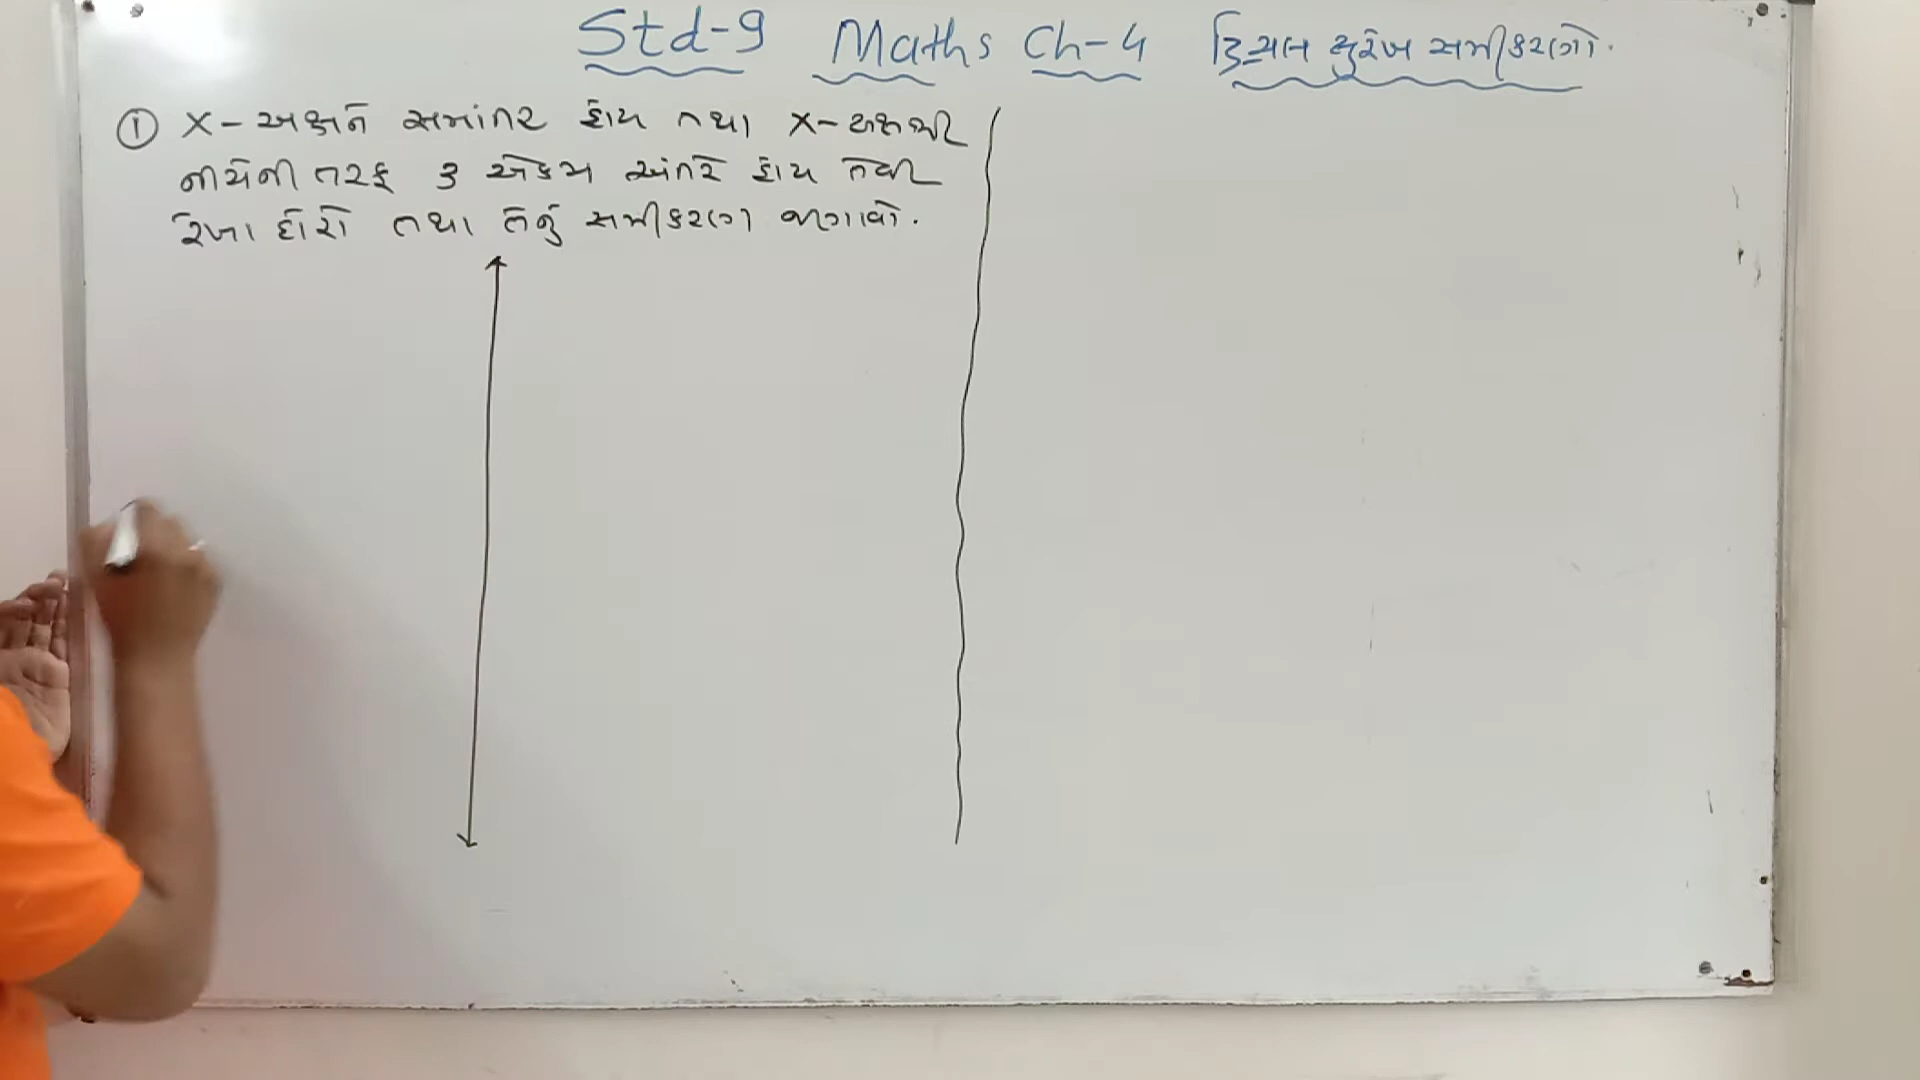 Std-9 Maths Ch-4 દ્વિચલ સુરેખ સમીકરણો.
① X-અક્ષને સમાંતર હોય તથા X-અક્ષથી
નીચેની તરફ 3 એકમ અંતરે હોય તેવી
રેખા દોરો તથા તેનું સમીકરણ જણાવો.